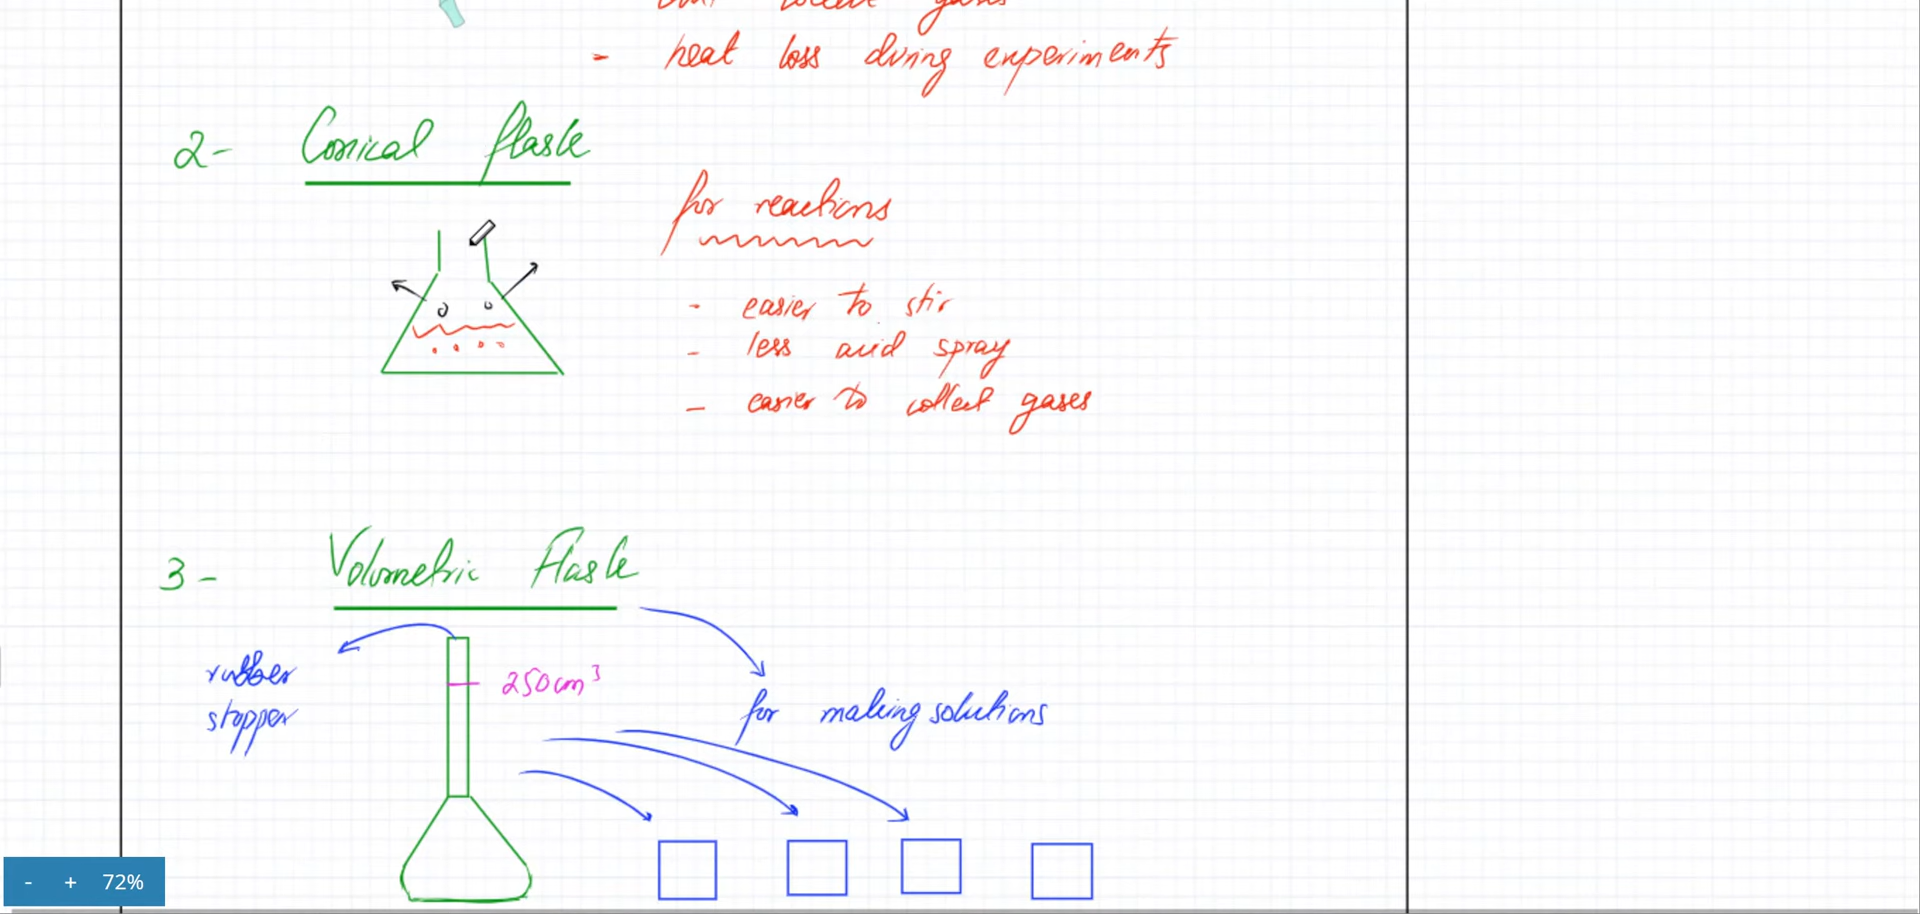 - heat loss during experiments
2- Conical flask
for reactions
- easier to stir
- less acid spray
- easier to collect gases
3- Volumetric Flask
rubber
stopper
250cm³
for making solutions
- + 72%